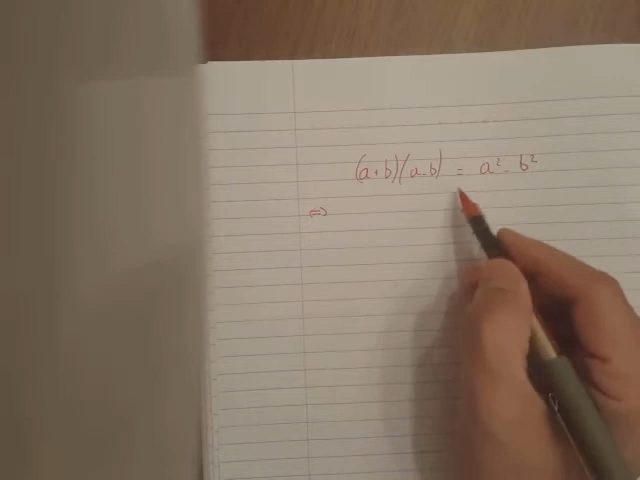 (a+b)(a-b) = a² - b²
⇔